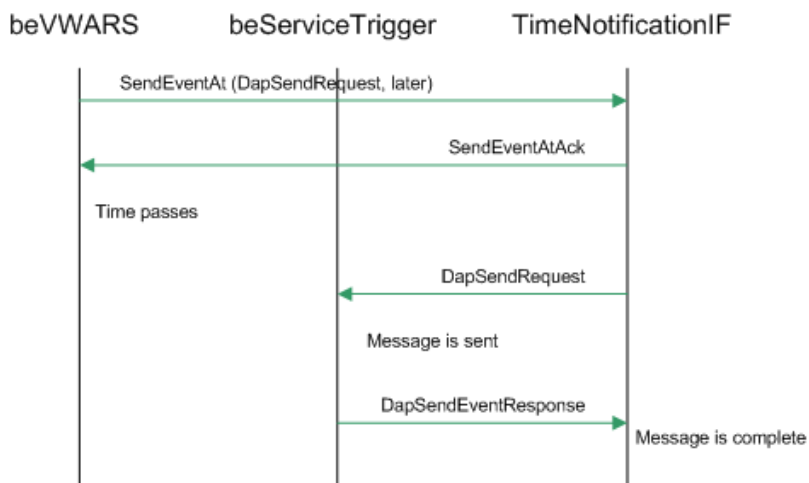 beVWARS
beServiceTrigger
TimeNotificationIF
SendEventAt (DapSendRequest, later)
SendEventAtAck
Time passes
DapSendRequest
Message is sent
DapSendEventResponse
Message is complete